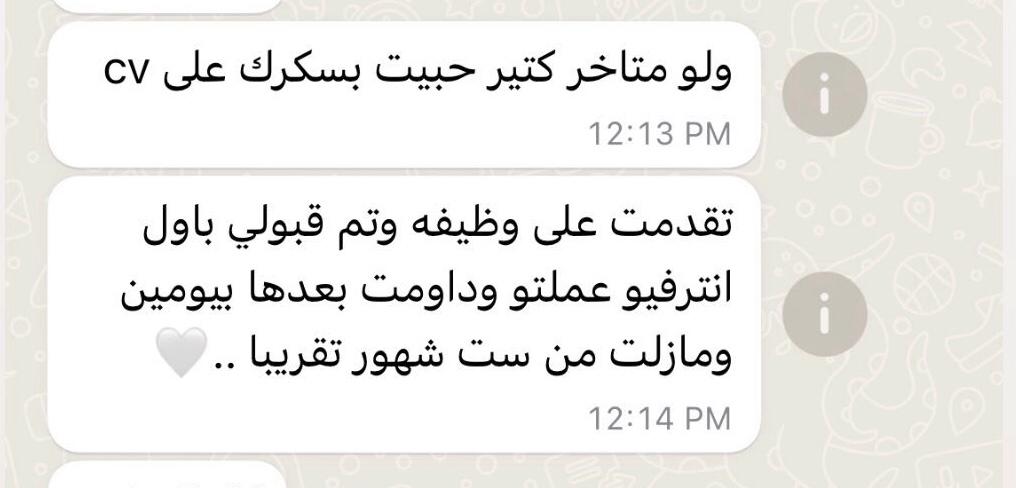 ولو متاخر كتير حبيت بسكرك على cv
12:13 PM
تقدمت على وظيفه وتم قبولي باول
انترفيو عملتو وداومت بعدها بيومين
ومازلت من ست شهور تقريبا .. 🤍
12:14 PM